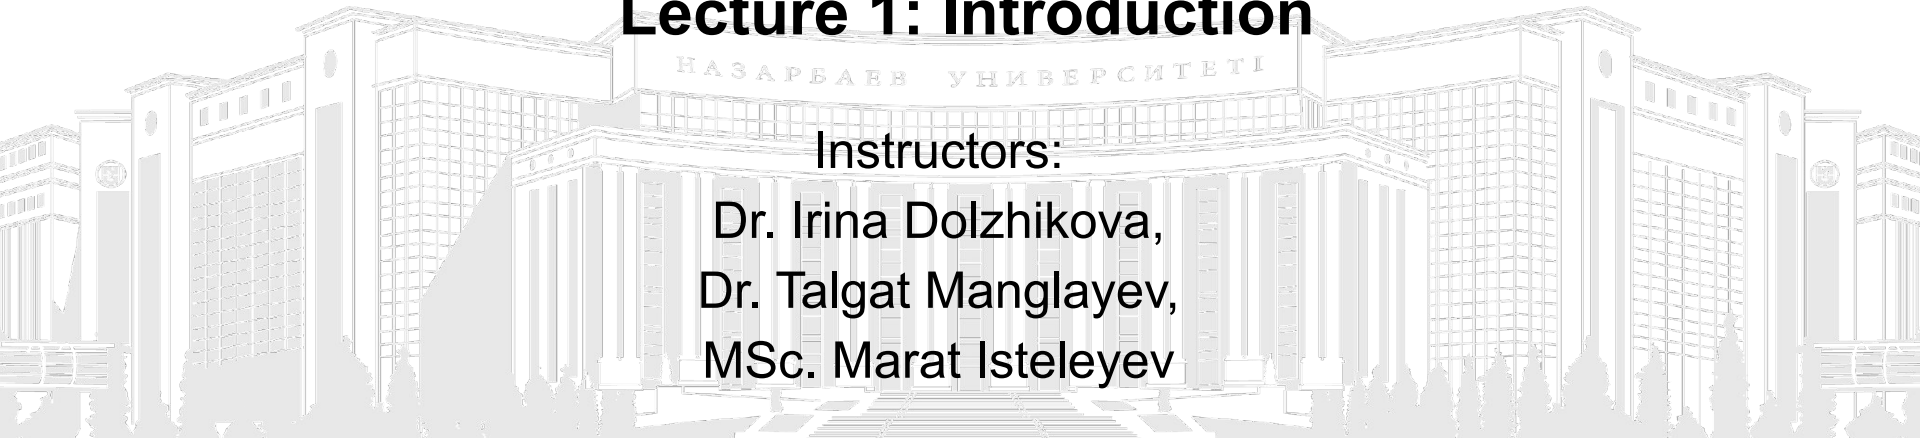 Lecture 1: Introduction
НАЗАРБАЕВ УНИВЕРСИТЕТІ
Instructors:
Dr. Irina Dolzhikova,
Dr. Talgat Manglayev,
MSc. Marat Isteleyev